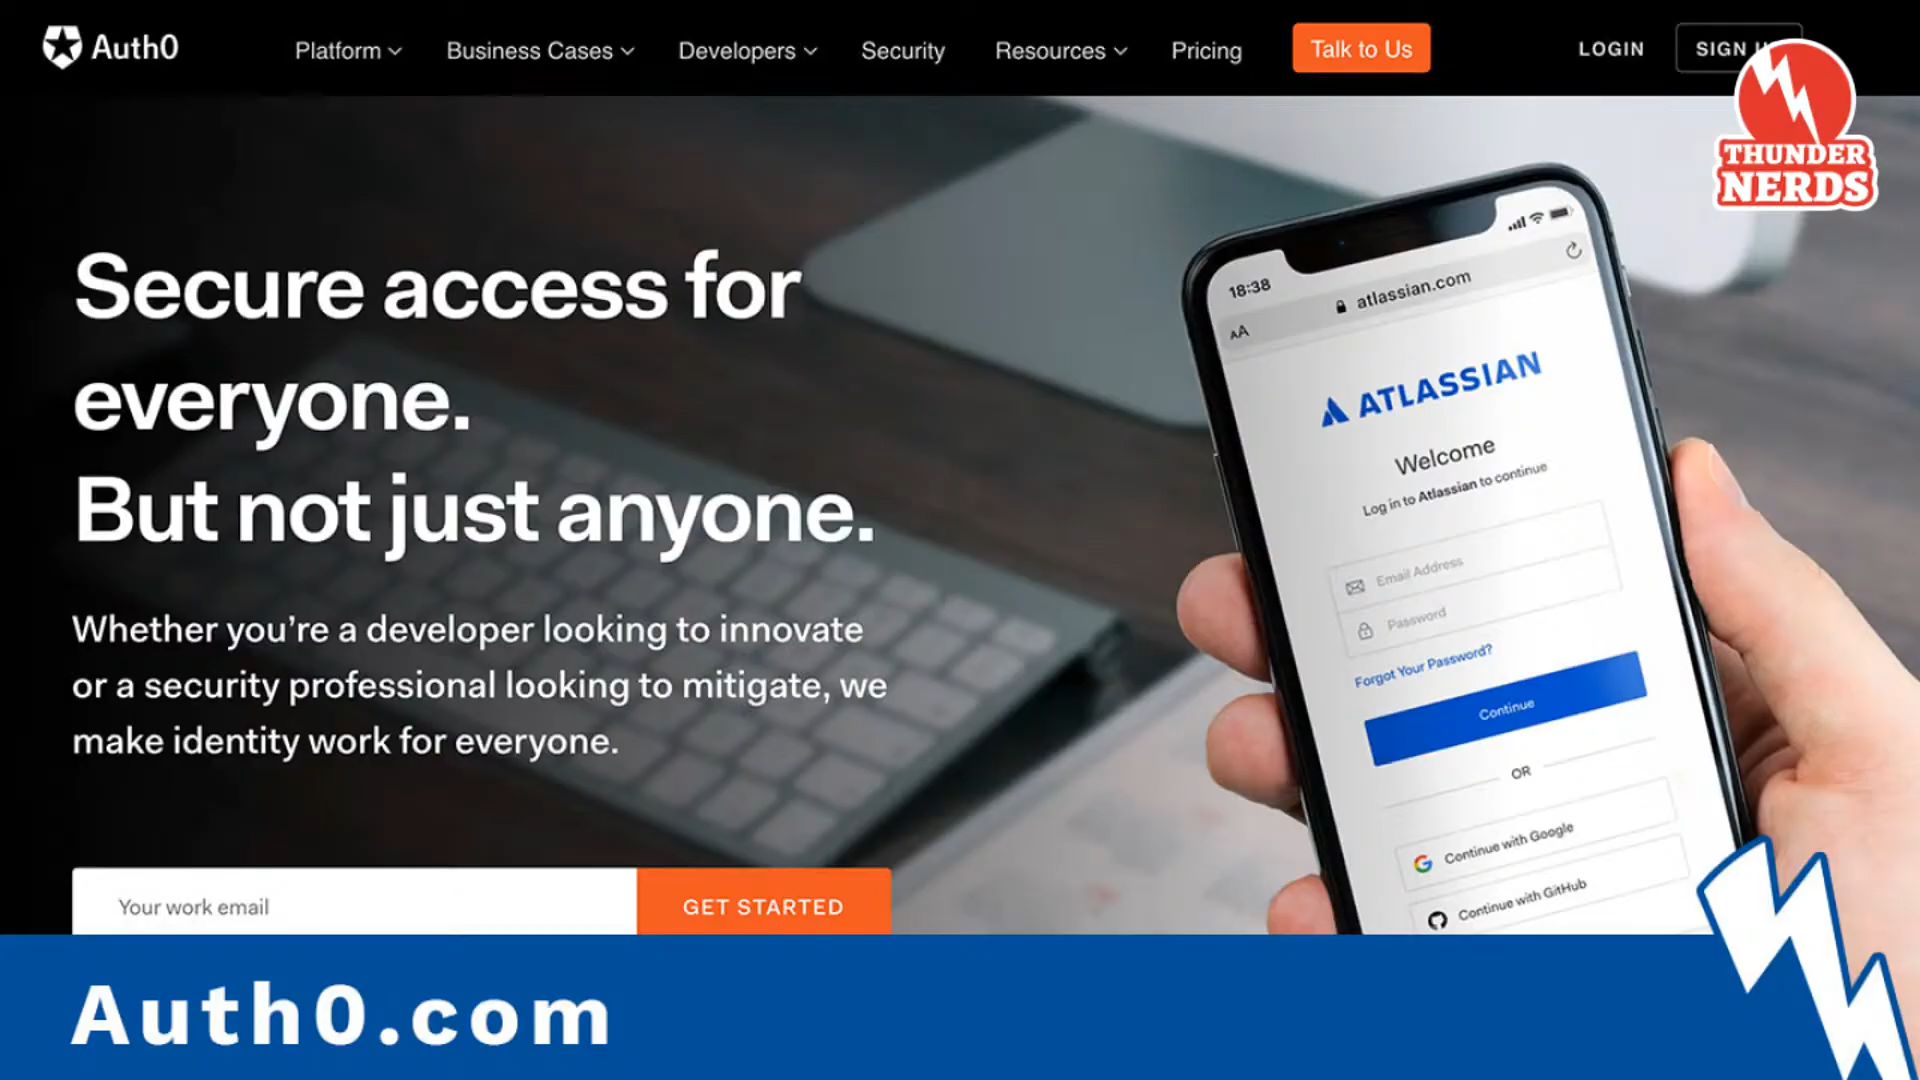 Auth0
Platform
Business Cases
Developers
Security
Resources
Pricing
Talk to Us
LOGIN
SIGN
THUNDER
NERDS
Secure access for
everyone.
But not just anyone.
Whether you’re a developer looking to innovate
or a security professional looking to mitigate, we
make identity work for everyone.
Your work email
GET STARTED
18:38
AA
atlassian.com
ATLASSIAN
Welcome
Log in to Atlassian to continue
Email Address
Password
Forgot Your Password?
Continue
OR
Continue with Google
Continue with GitHub
Auth0.com